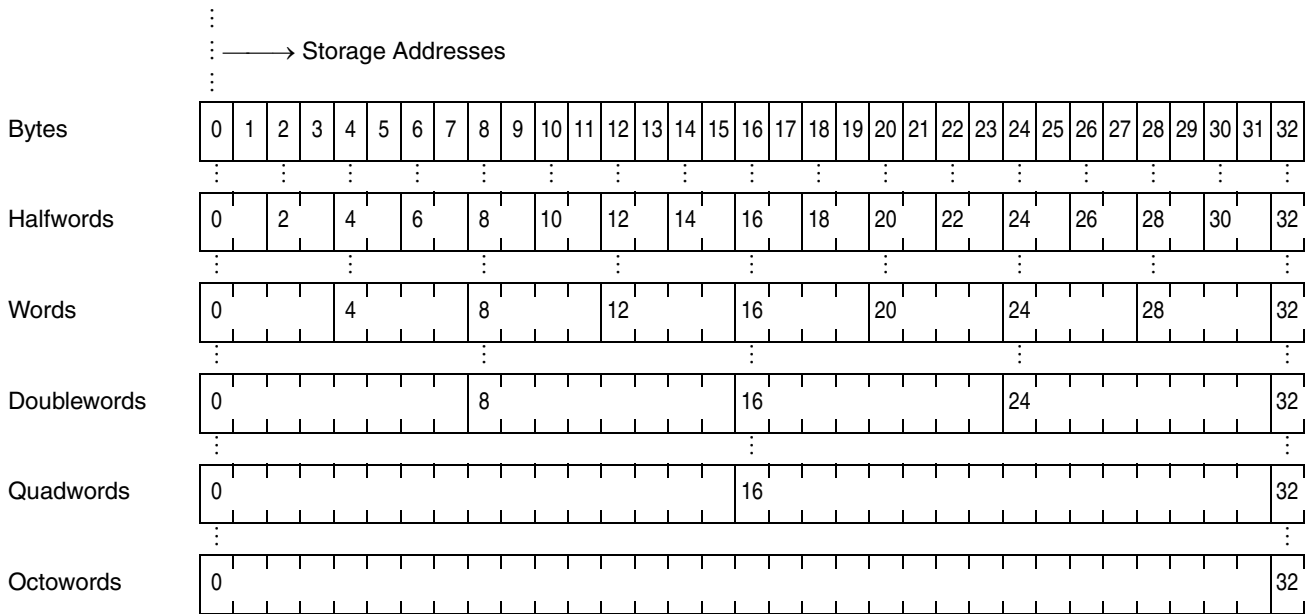 Storage Addresses
Bytes 0 1 2 3 4 5 6 7 8 9 10 11 12 13 14 15 16 17 18 19 20 21 22 23 24 25 26 27 28 29 30 31 32
Halfwords 0 2 4 6 8 10 12 14 16 18 20 22 24 26 28 30 32
Words 0 4 8 12 16 20 24 28 32
Doublewords 0 8 16 24 32
Quadwords 0 16 32
Octowords 0 32